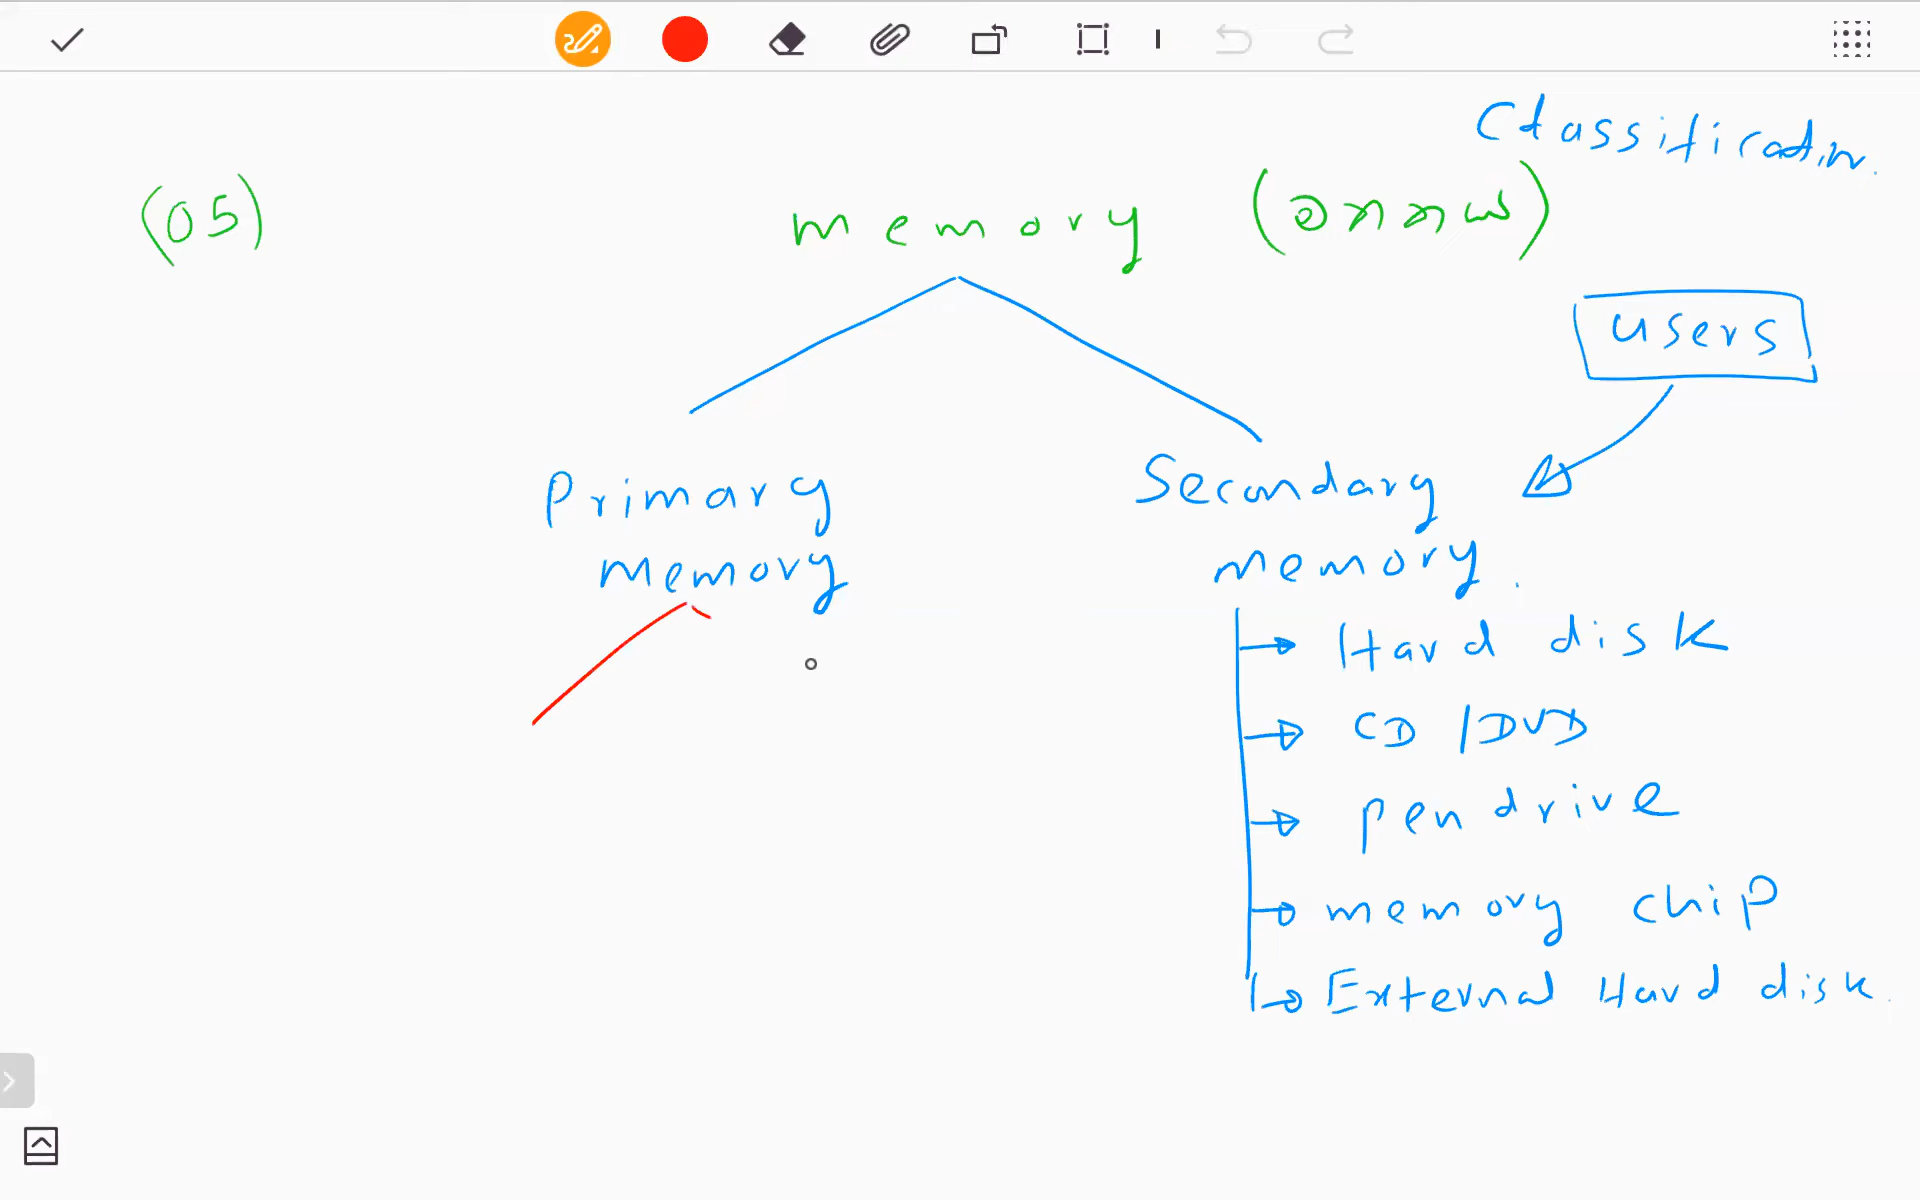 Classification.
(05) memory (මතකය)
users
Primary Secondary
memory memory.
Hard disk
CD /DVD
pen drive
memory chip
External Hard disk